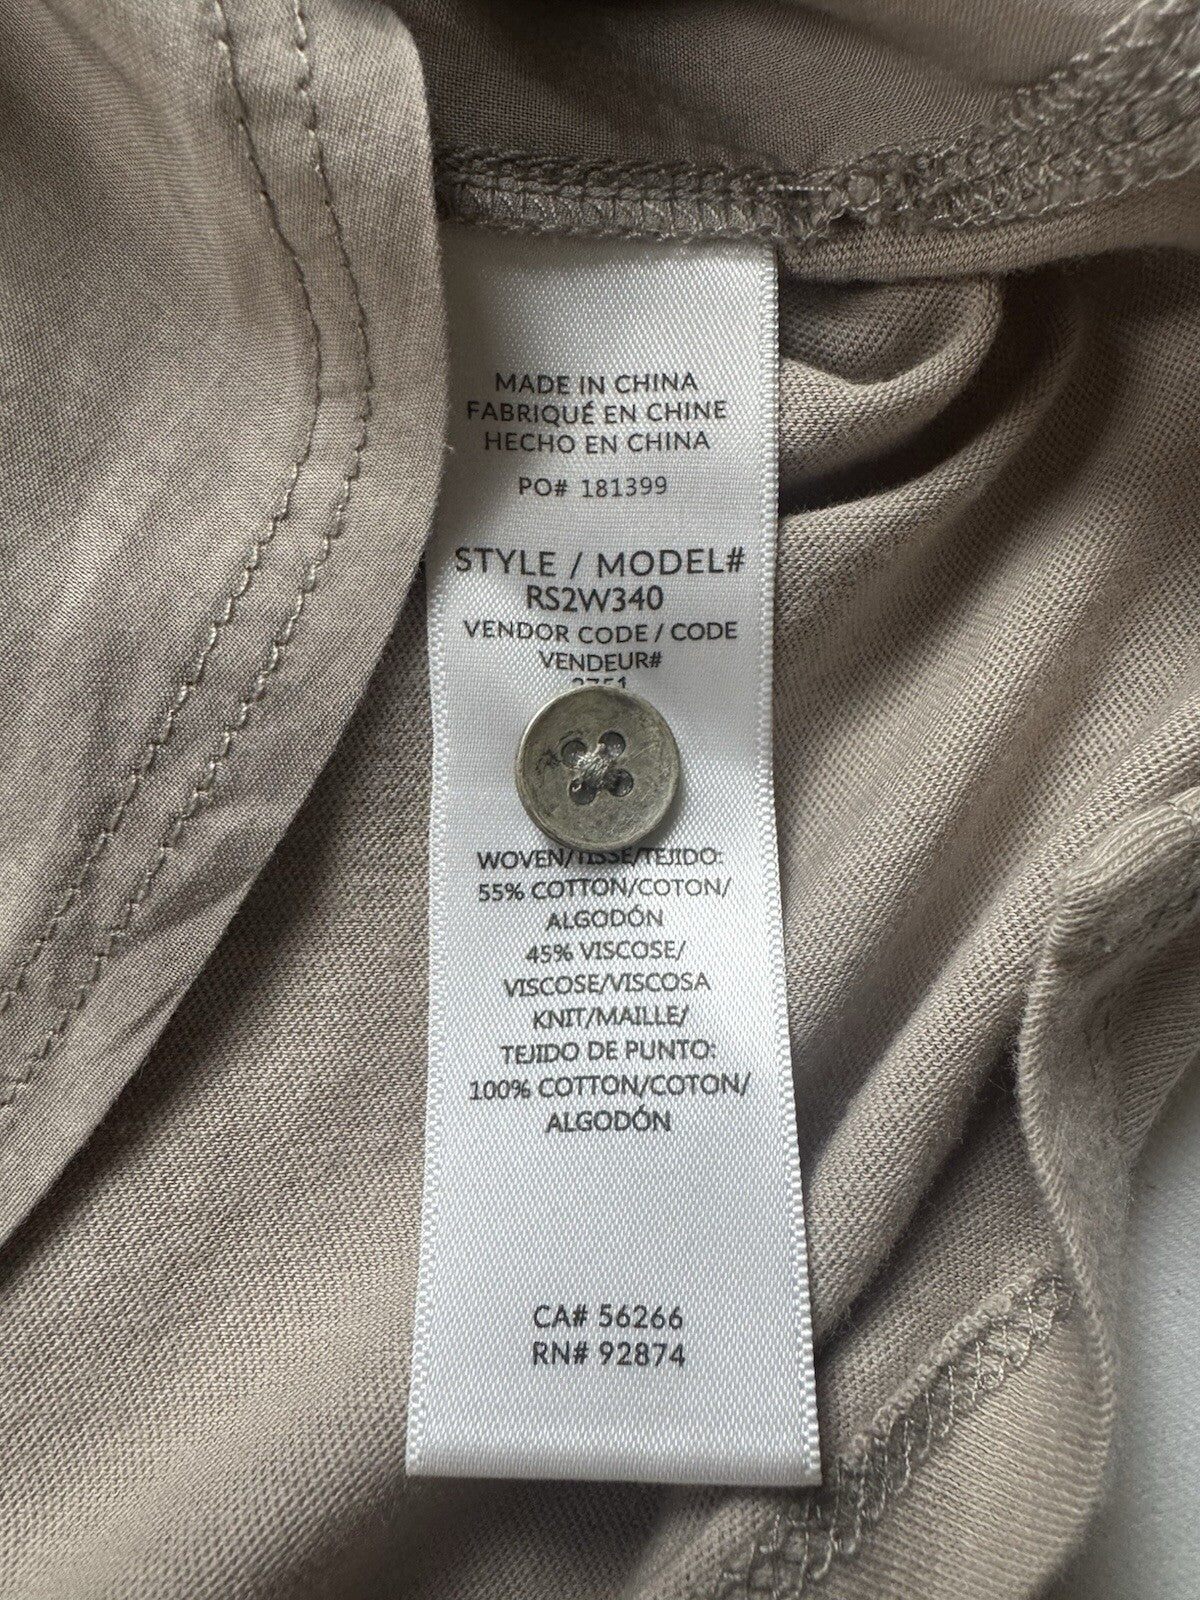 MADE IN CHINA
FABRIQUÉ EN CHINE
HECHO EN CHINA
PO# 181399
STYLE / MODEL#
RS2W340
VENDOR CODE / CODE
VENDEUR#
WOVEN/TISSÉ/TEJIDO:
55% COTTON/COTON/
ALGODÓN
45% VISCOSE/
VISCOSE/VISCOSA
KNIT/MAILLE/
TEJIDO DE PUNTO:
100% COTTON/COTON/
ALGODÓN
CA# 56266
RN# 92874